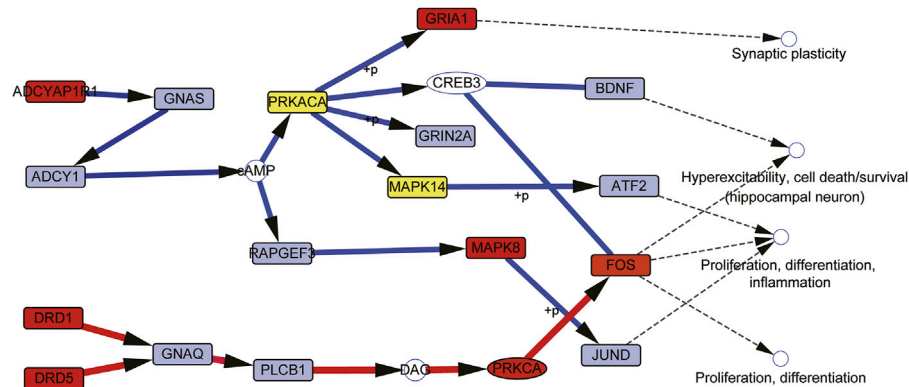 GRIA1
+p
Synaptic plasticity
ADCYAP1R1
GNAS
PRKACA
CREB3
BDNF
+p
GRIN2A
ADCY1
cAMP
MAPK14
+p
ATF2
Hyperexcitability, cell death/survival
(hippocampal neuron)
RAPGEF3
MAPK8
FOS
Proliferation, differentiation,
inflammation
+p
DRD1
GNAQ
JUND
PLCB1
DAG
PRKCA
DRD5
Proliferation, differentiation